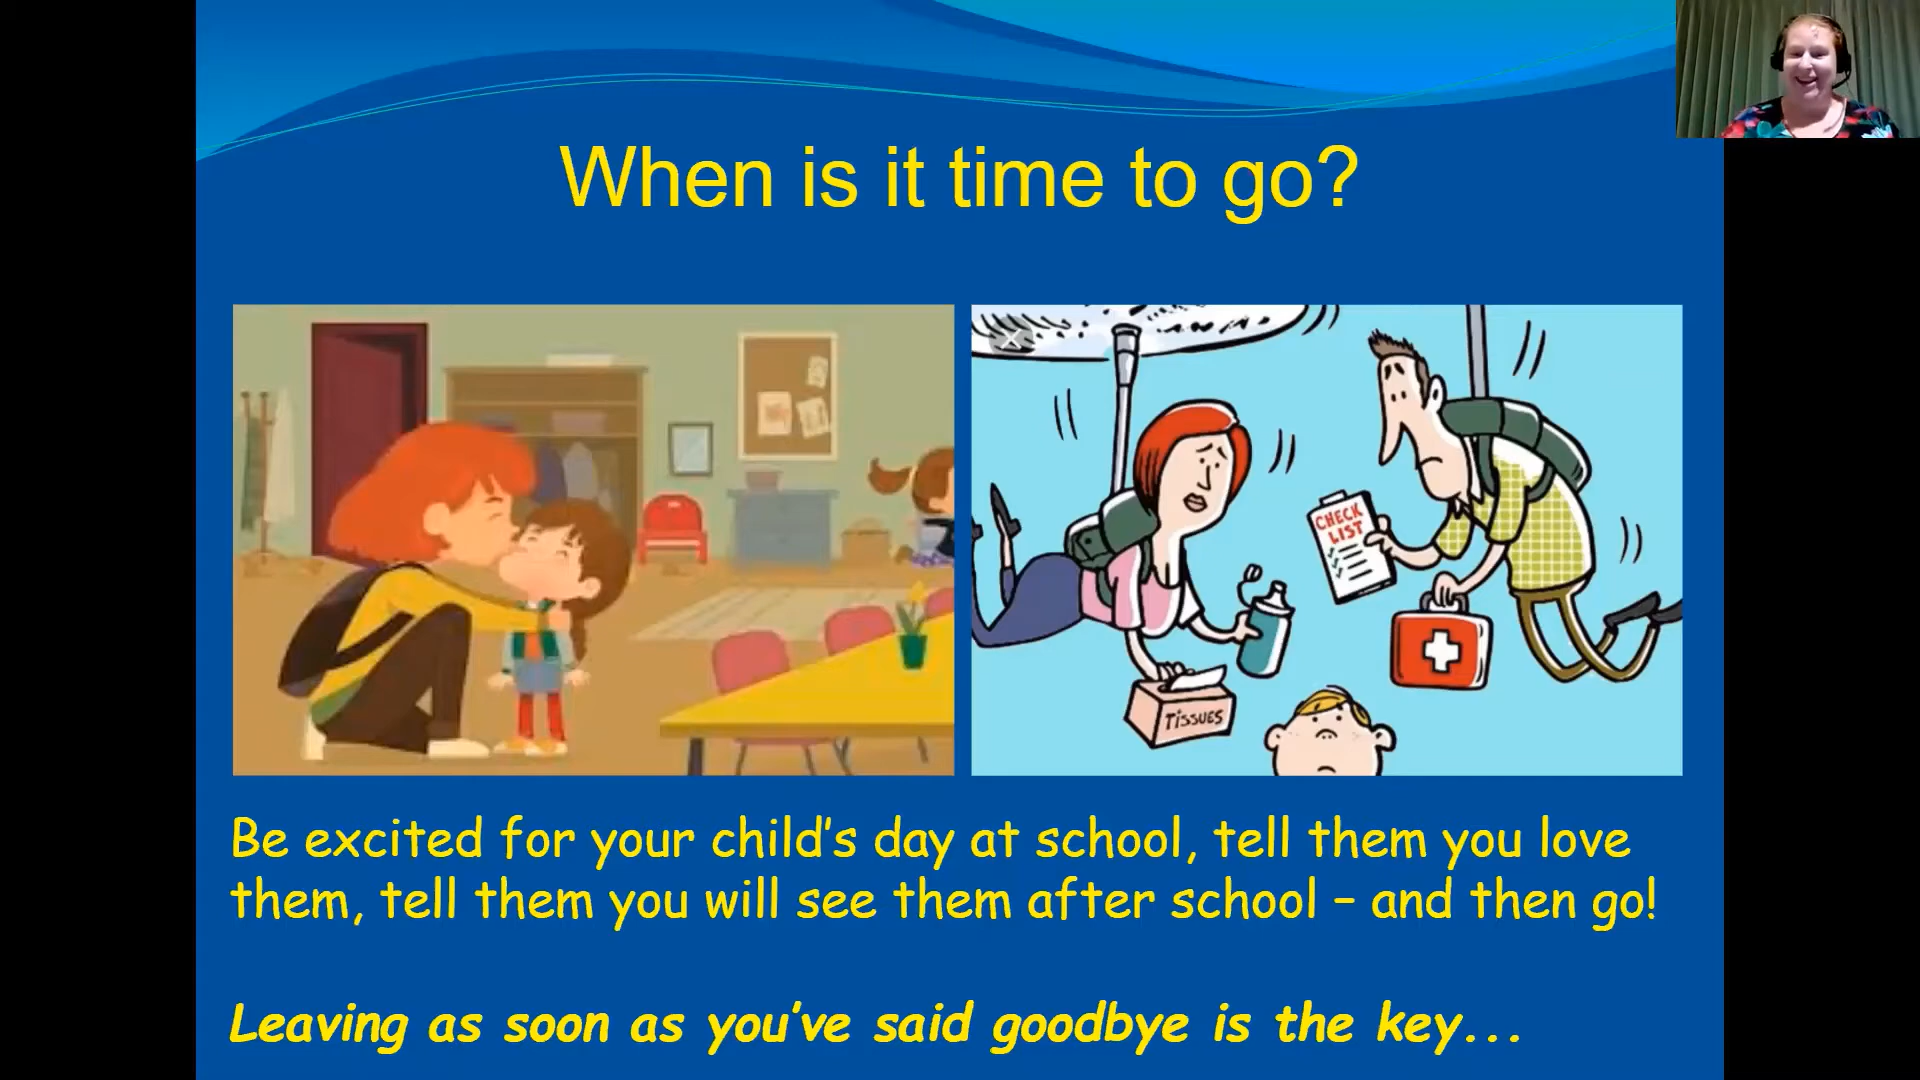 When is it time to go?
CHECK
LIST
TISSUES
Be excited for your child's day at school, tell them you love
them, tell them you will see them after school – and then go!
Leaving as soon as you've said goodbye is the key...